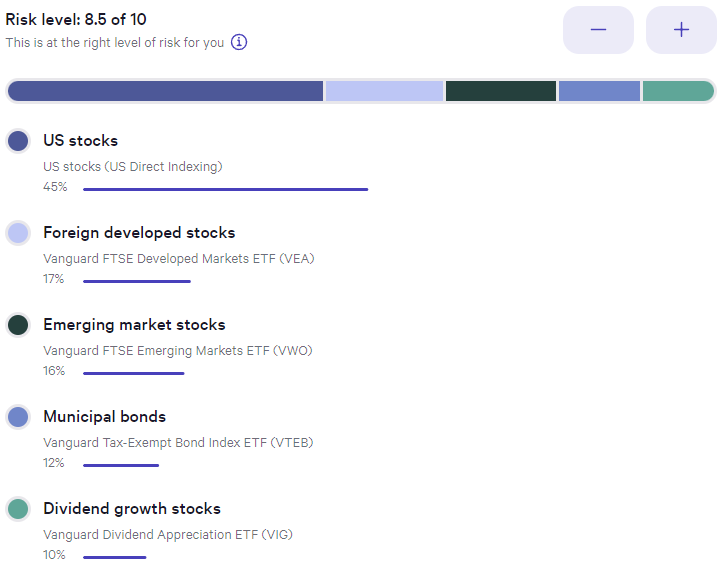 Risk level: 8.5 of 10
This is at the right level of risk for you
US stocks
US stocks (US Direct Indexing)
45%
Foreign developed stocks
Vanguard FTSE Developed Markets ETF (VEA)
17%
Emerging market stocks
Vanguard FTSE Emerging Markets ETF (VWO)
16%
Municipal bonds
Vanguard Tax-Exempt Bond Index ETF (VTEB)
12%
Dividend growth stocks
Vanguard Dividend Appreciation ETF (VIG)
10%